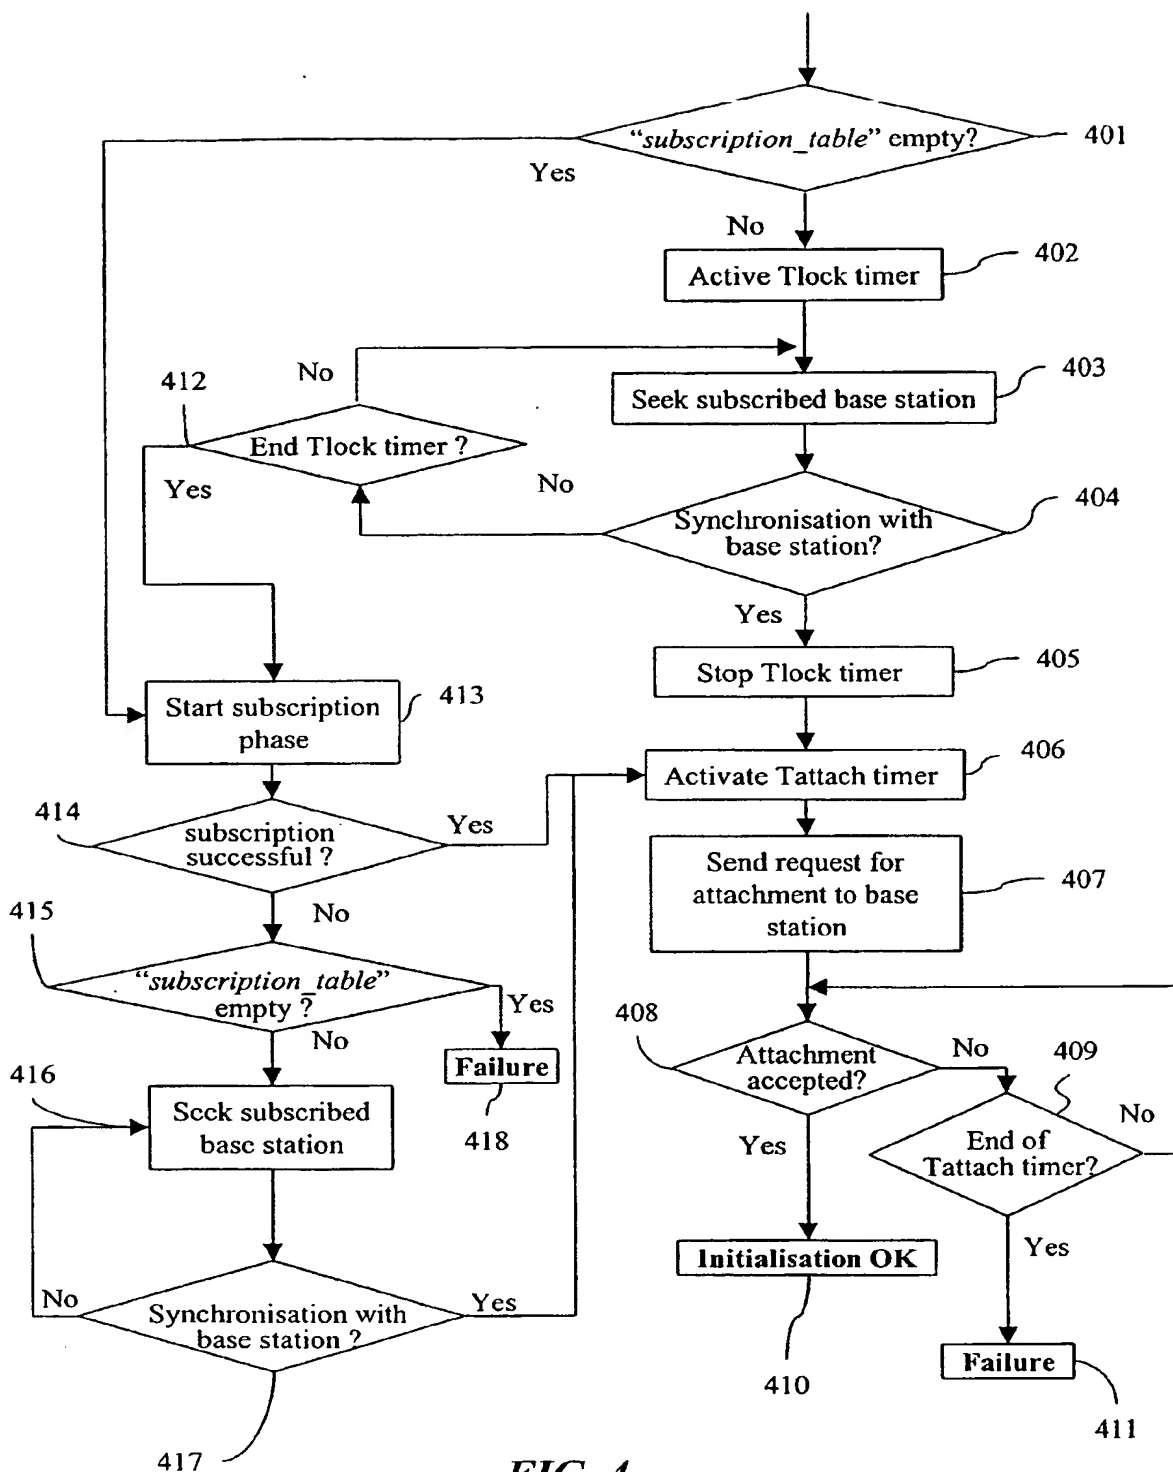 "subscription_table" empty?
401
Yes
No
402
Active Tlock timer
No
403
412
Seek subscribed base station
End Tlock timer ?
No
Yes
404
Synchronisation with
base station?
Yes
405
Stop Tlock timer
413
Start subscription
phase
406
Activate Tattach timer
414
Yes
subscription
successful ?
Send request for
attachment to base
station
407
415
No
"subscription_table"
empty ?
Yes
408
No
409
No
Attachment
accepted?
Failure
416
Seek subscribed
base station
418
Yes
No
End of
Tattach timer?
Initialisation OK
Yes
No
Yes
Synchronisation with
base station ?
Failure
410
411
417
FIG. 4